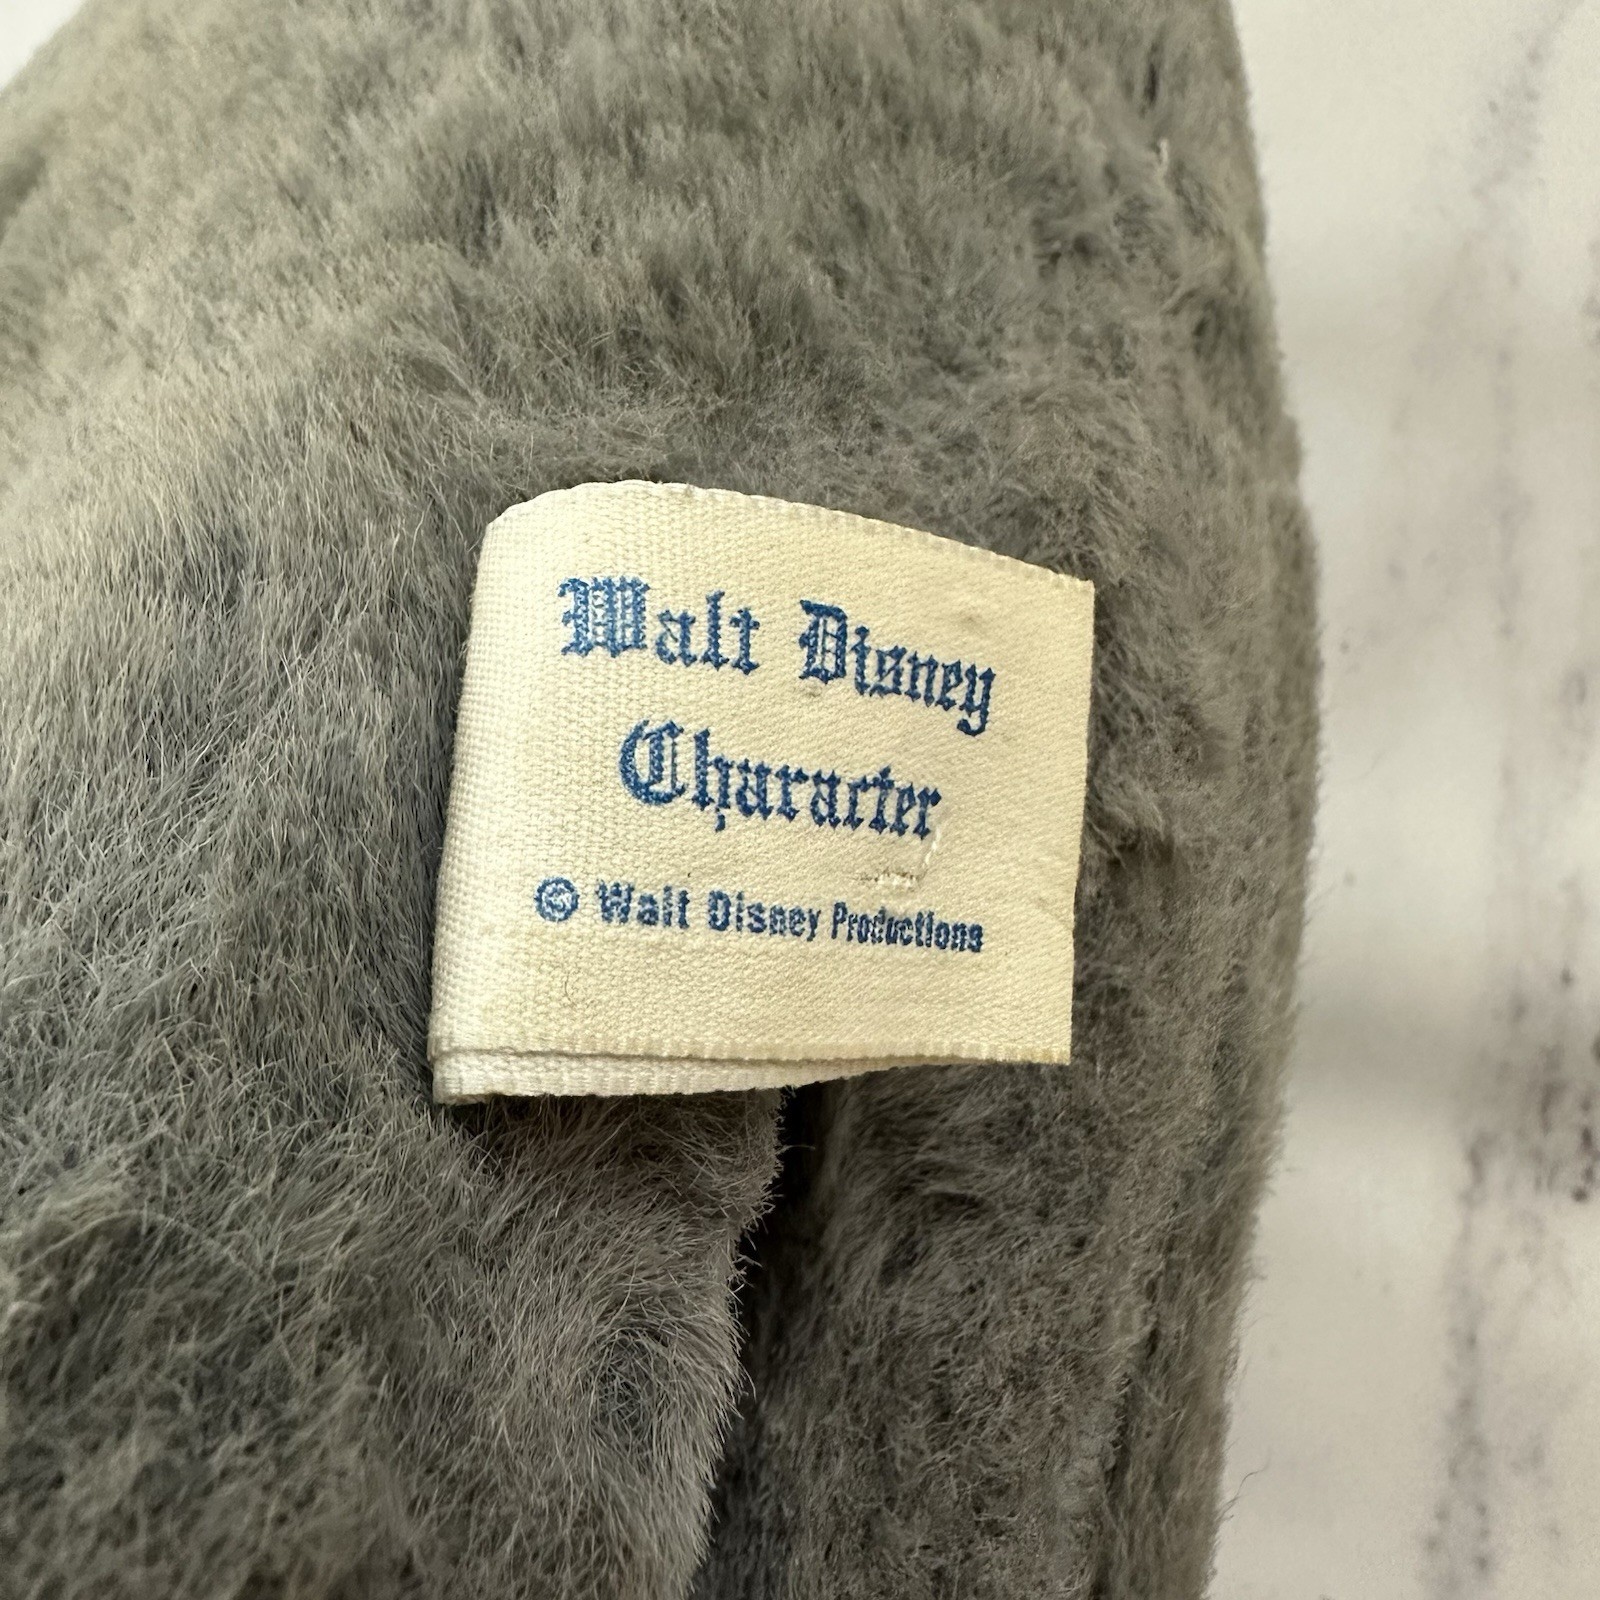 Walt Disney
Character
© Walt Disney Productions